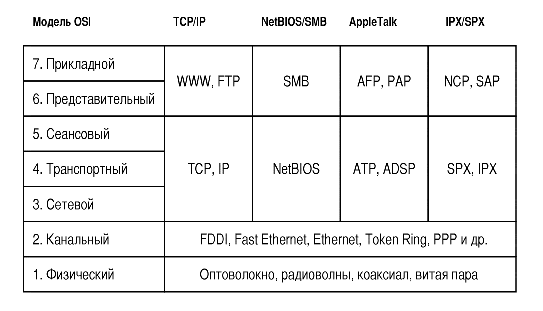 Модель OSI TCP/IP NetBIOS/SMB AppleTalk IPX/SPX
7. Прикладной
WWW, FTP SMB AFP, PAP NCP, SAP
6. Представительный
5. Сеансовый
4. Транспортный TCP, IP NetBIOS ATP, ADSP SPX, IPX
3. Сетевой
2. Канальный FDDI, Fast Ethernet, Ethernet, Token Ring, PPP и др.
1. Физический Оптоволокно, радиоволны, коаксиал, витая пара